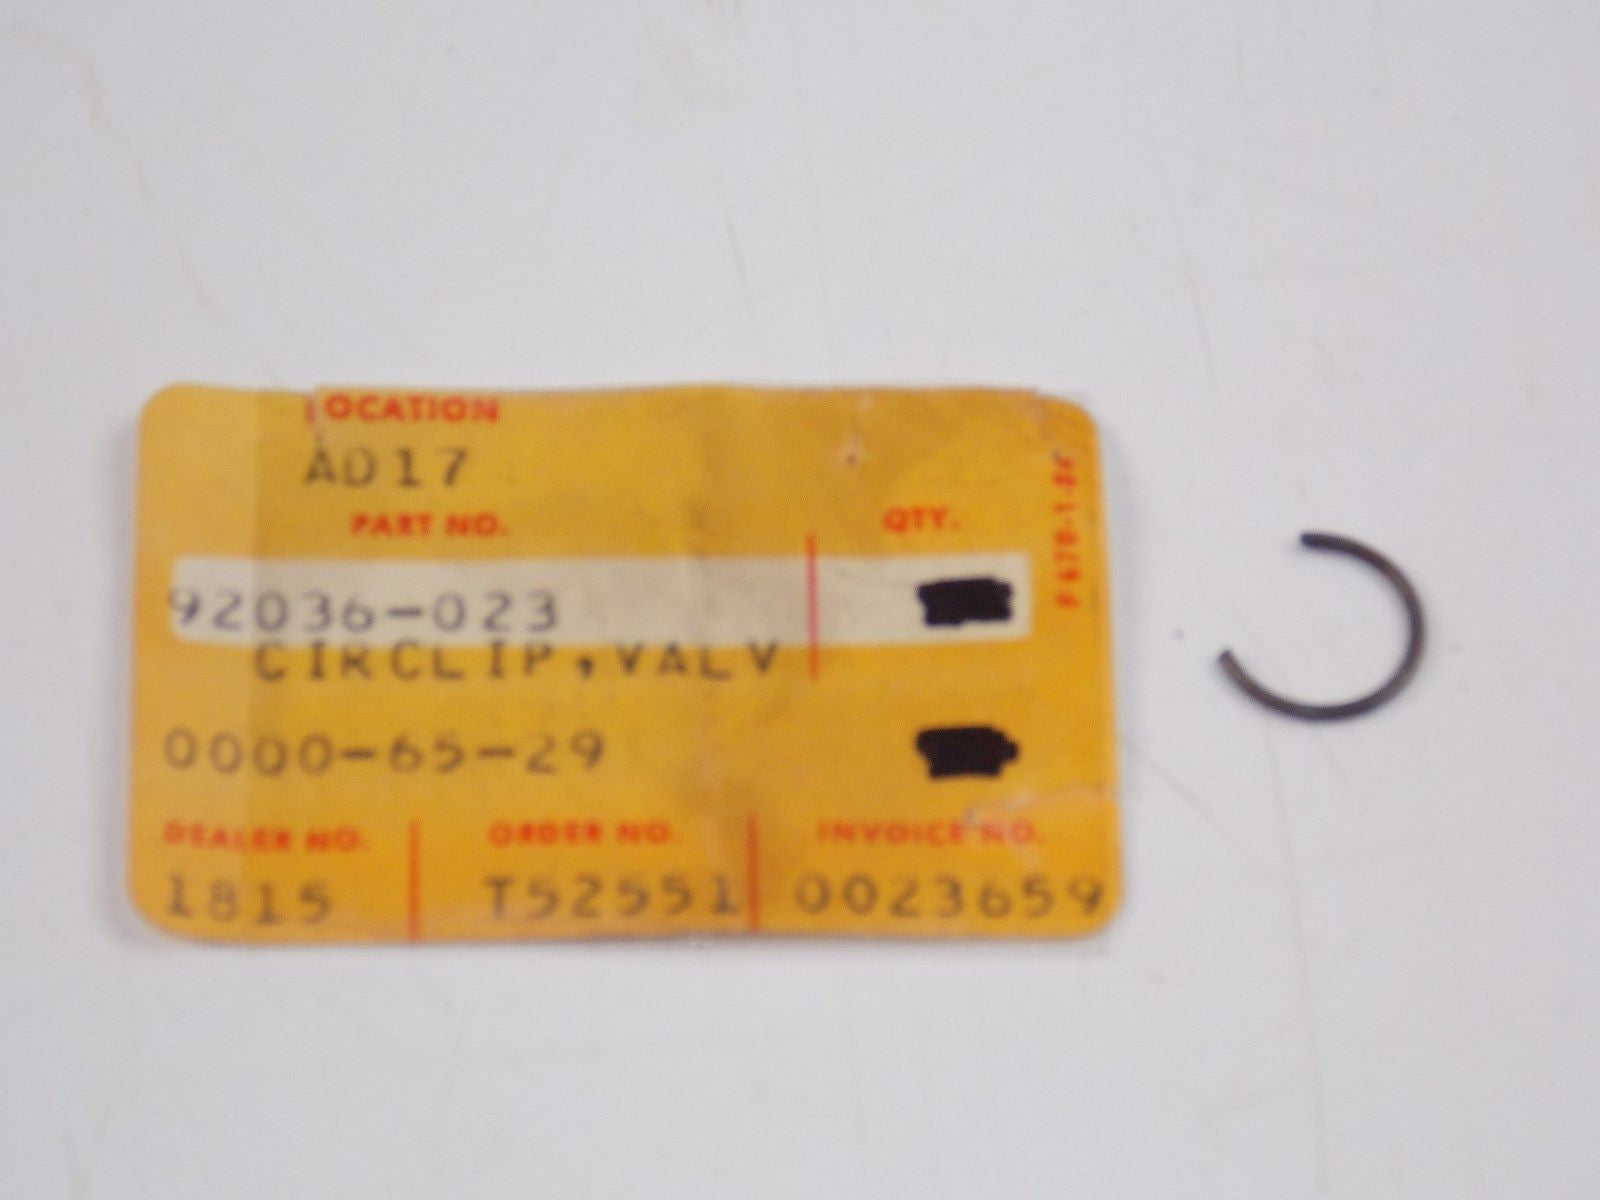 LOCATION
AD17
PART NO. QTY.
92036-023
CIRCLIP,VALV
0000-65-29
DEALER NO. ORDER NO. INVOICE NO.
1815 T52551 0023659